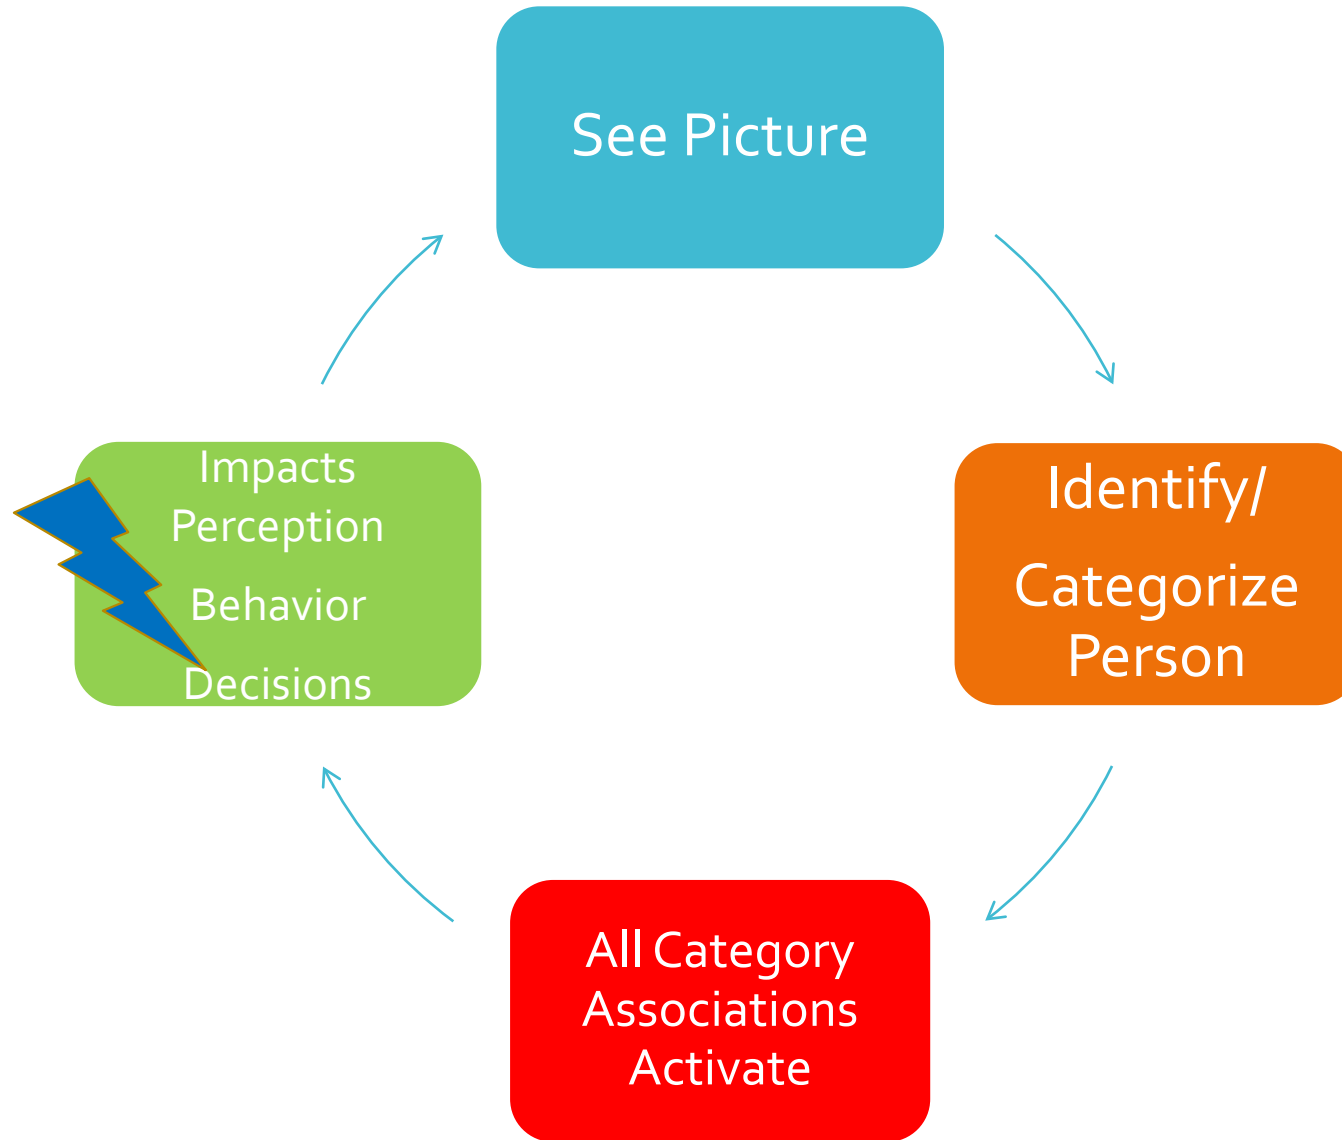 See Picture
Identify/
Categorize
Person
All Category
Associations
Activate
Impacts
Perception
Behavior
Decisions